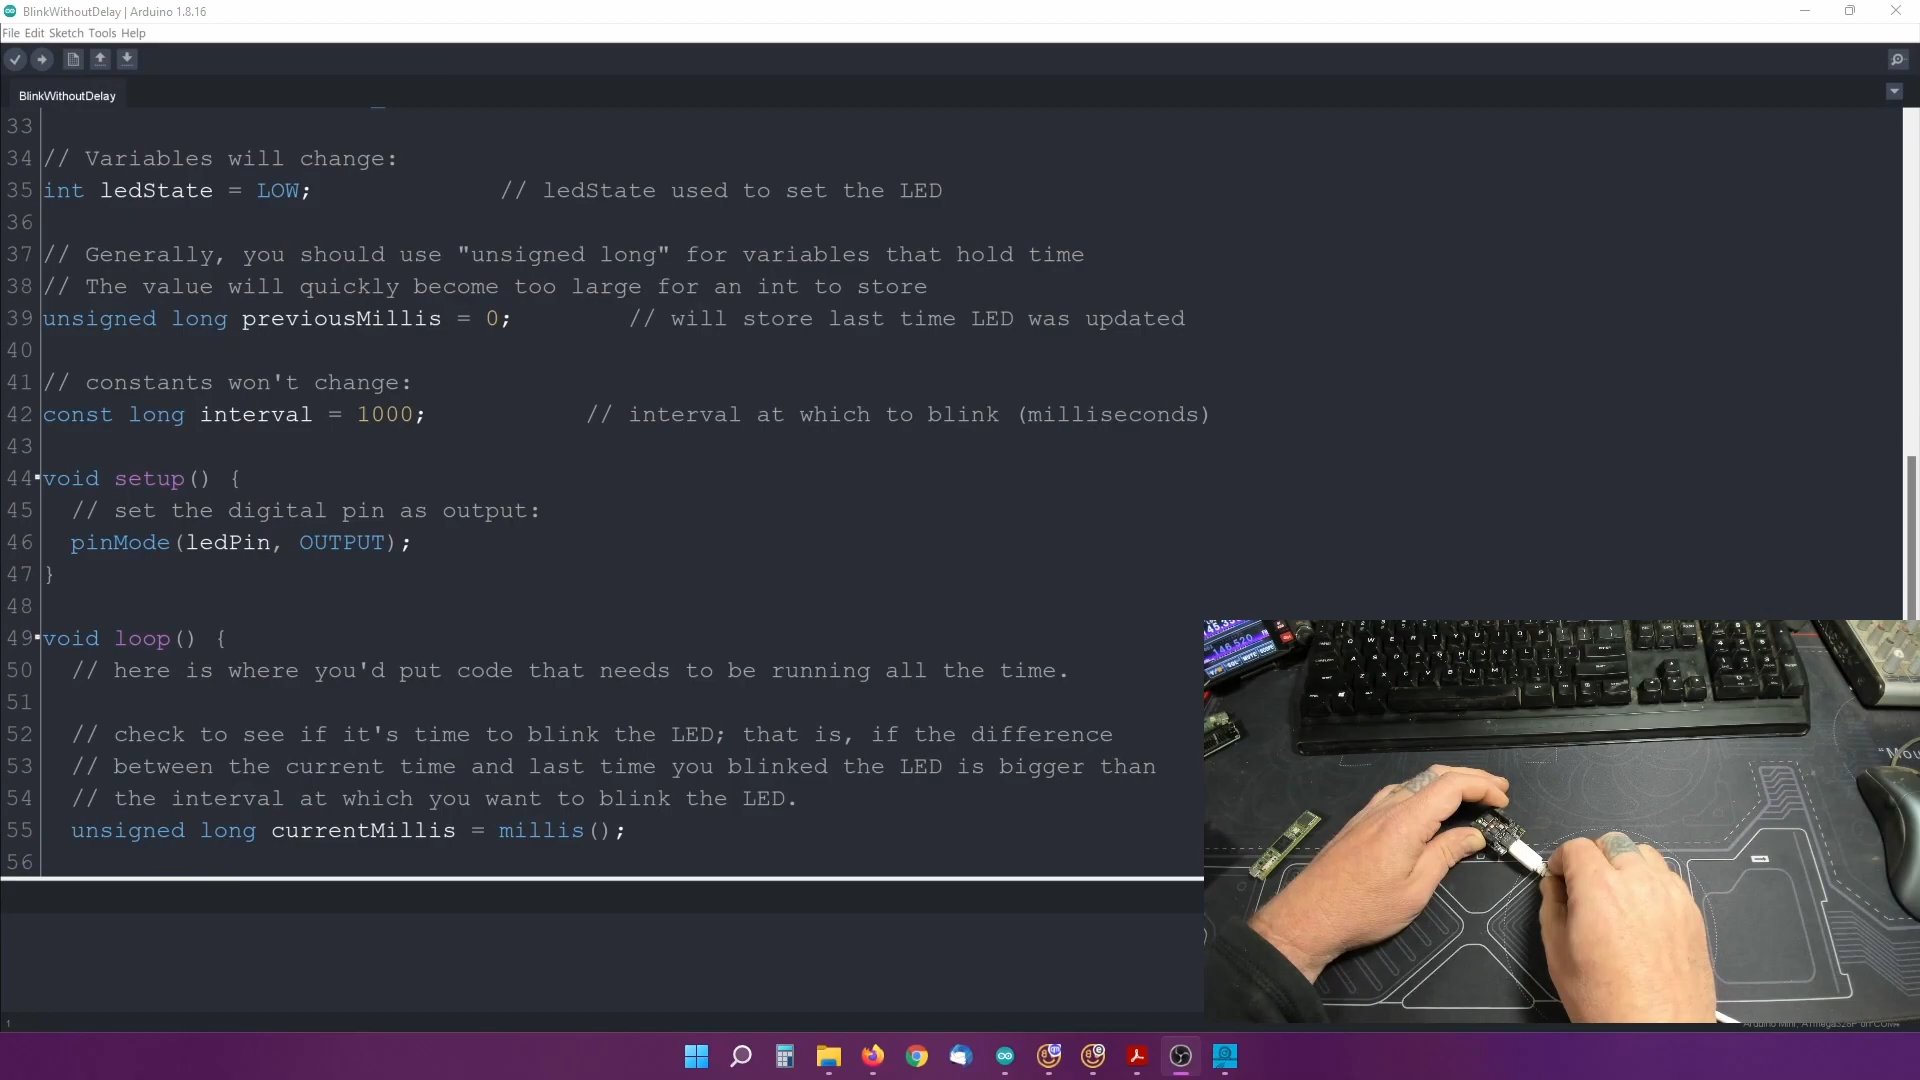 BlinkWithoutDelay | Arduino 1.8.16
File Edit Sketch Tools Help
BlinkWithoutDelay
33
34 // Variables will change:
35 int ledState = LOW;             // ledState used to set the LED
36
37 // Generally, you should use "unsigned long" for variables that hold time
38 // The value will quickly become too large for an int to store
39 unsigned long previousMillis = 0;        // will store last time LED was updated
40
41 // constants won't change:
42 const long interval = 1000;           // interval at which to blink (milliseconds)
43
44 void setup() {
45   // set the digital pin as output:
46   pinMode(ledPin, OUTPUT);
47 }
48
49 void loop() {
50   // here is where you'd put code that needs to be running all the time.
51
52   // check to see if it's time to blink the LED; that is, if the difference
53   // between the current time and last time you blinked the LED is bigger than
54   // the interval at which you want to blink the LED.
55   unsigned long currentMillis = millis();
56
146.520
"Mou
1